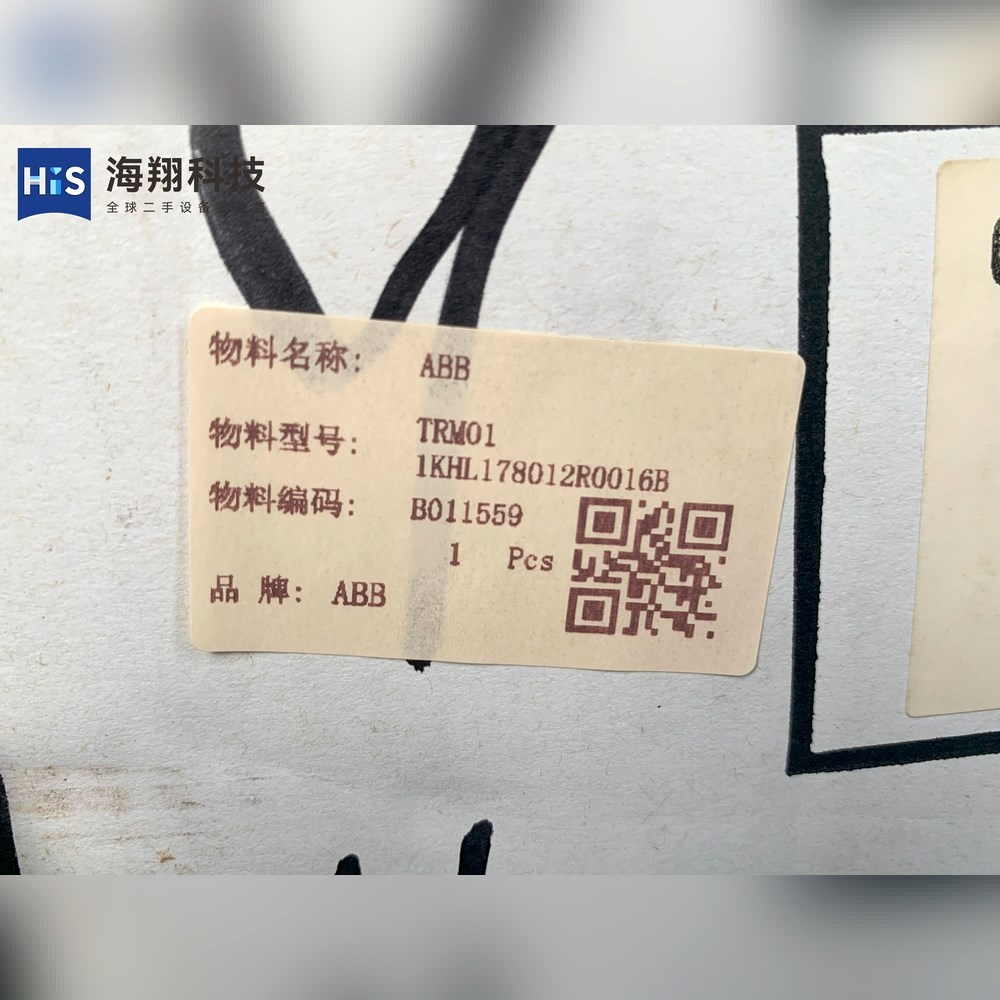 HiS 海翔科技
全球二手设备
物料名称: ABB
物料型号: TRM01
1KHL178012R0016B
物料编码: B011559
1 Pcs
品 牌: ABB